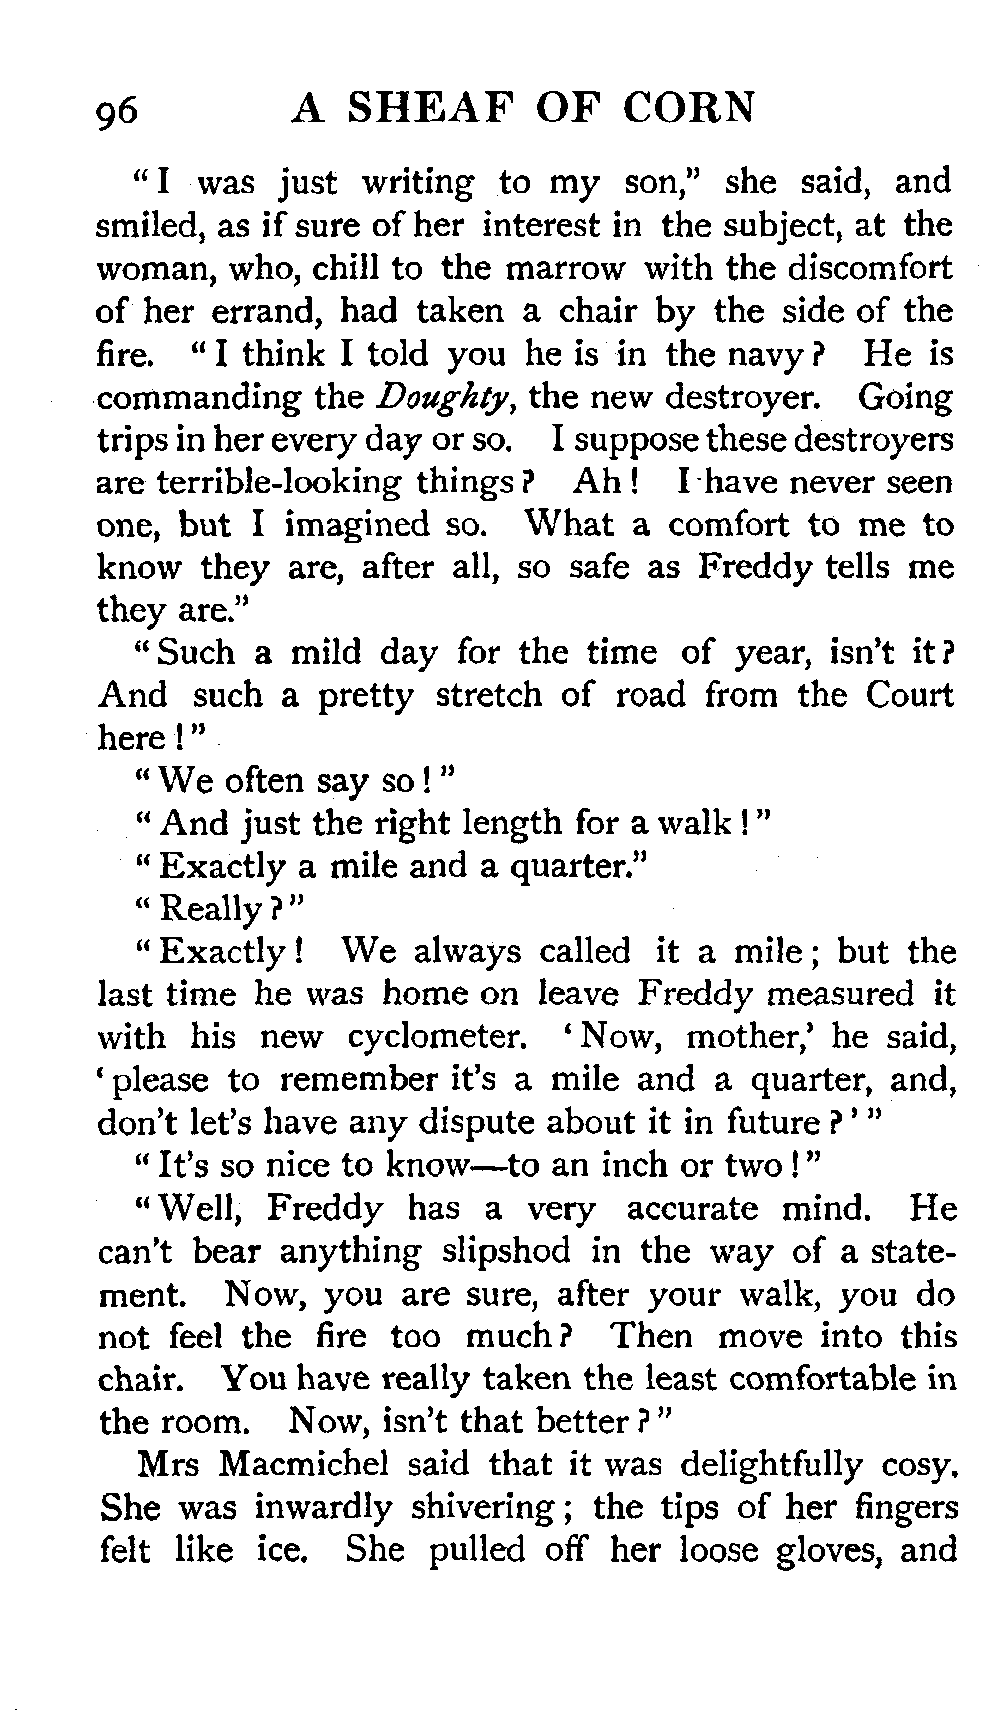 96 A SHEAF OF CORN
"I was just writing to my son," she said, and
smiled, as if sure of her interest in the subject, at the
woman, who, chill to the marrow with the discomfort
of her errand, had taken a chair by the side of the
fire. "I think I told you he is in the navy? He is
commanding the Doughty, the new destroyer. Going
trips in her every day or so. I suppose these destroyers
are terrible-looking things? Ah! I have never seen
one, but I imagined so. What a comfort to me to
know they are, after all, so safe as Freddy tells me
they are."
"Such a mild day for the time of year, isn't it?
And such a pretty stretch of road from the Court
here!"
"We often say so!"
"And just the right length for a walk!"
"Exactly a mile and a quarter."
"Really?"
"Exactly! We always called it a mile; but the
last time he was home on leave Freddy measured it
with his new cyclometer. 'Now, mother,' he said,
'please to remember it's a mile and a quarter, and,
don't let's have any dispute about it in future?'"
"It's so nice to know—to an inch or two!"
"Well, Freddy has a very accurate mind. He
can't bear anything slipshod in the way of a state-
ment. Now, you are sure, after your walk, you do
not feel the fire too much? Then move into this
chair. You have really taken the least comfortable in
the room. Now, isn't that better?"
Mrs Macmichel said that it was delightfully cosy.
She was inwardly shivering; the tips of her fingers
felt like ice. She pulled off her loose gloves, and